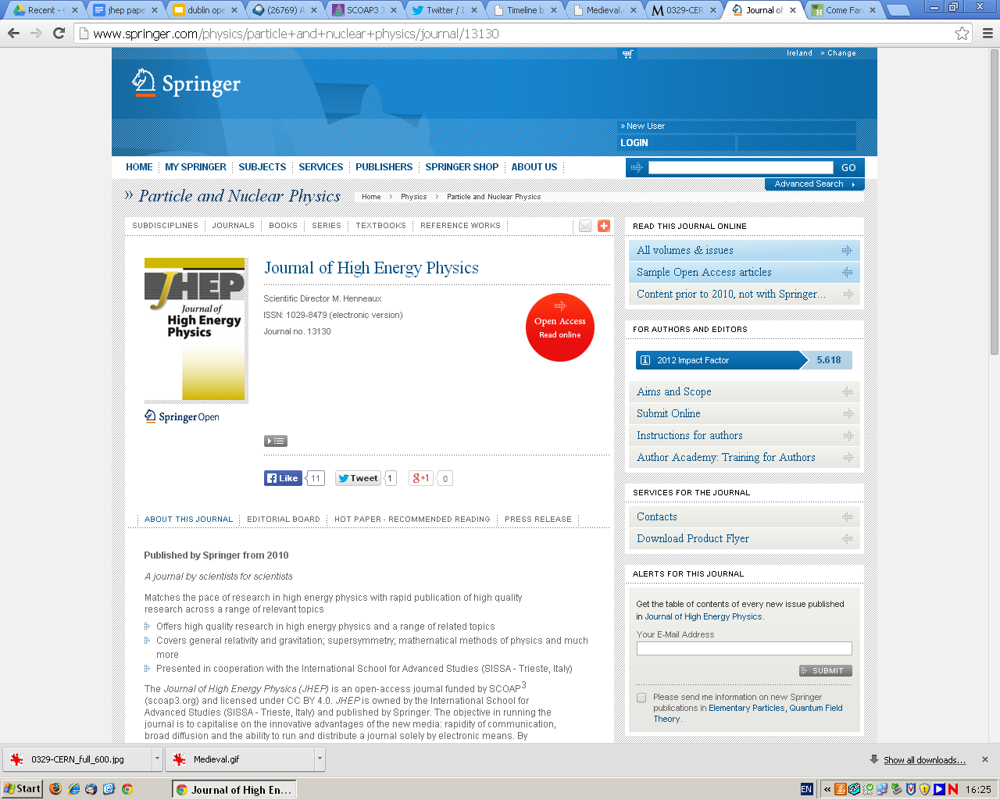 Recent - 
jhep pape
dublin ope
(26769) A
SCOAP3 J
Twitter / I
Timeline b
Medieval.
0329-CER
Journal of
Come Far
www.springer.com/physics/particle+and+nuclear+physics/journal/13130
Ireland » Change
Springer
» New User
LOGIN
HOME MY SPRINGER SUBJECTS SERVICES PUBLISHERS SPRINGER SHOP ABOUT US
GO
Advanced Search
» Particle and Nuclear Physics
Home > Physics > Particle and Nuclear Physics
SUBDISCIPLINES JOURNALS BOOKS SERIES TEXTBOOKS REFERENCE WORKS
JHEP
Journal of
High Energy
Physics
Springer Open
Journal of High Energy Physics
Scientific Director M. Henneaux
ISSN: 1029-8479 (electronic version)
Journal no. 13130
Open Access
Read online
Like 11 Tweet 1 g+1 0
ABOUT THIS JOURNAL EDITORIAL BOARD HOT PAPER - RECOMMENDED READING PRESS RELEASE
Published by Springer from 2010
A journal by scientists for scientists
Matches the pace of research in high energy physics with rapid publication of high quality
research across a range of relevant topics
Offers high quality research in high energy physics and a range of related topics
Covers general relativity and gravitation; supersymmetry; mathematical methods of physics and much
more
Presented in cooperation with the International School for Advanced Studies (SISSA - Trieste, Italy)
The Journal of High Energy Physics (JHEP) is an open-access journal funded by SCOAP3
(scoap3.org) and licensed under CC BY 4.0. JHEP is owned by the International School for
Advanced Studies (SISSA - Trieste, Italy) and published by Springer. The objective in running the
journal is to capitalise on the innovative advantages of the new media: rapidity of communication,
broad diffusion and the ability to run and distribute a journal solely by electronic means. By
READ THIS JOURNAL ONLINE
All volumes & issues
Sample Open Access articles
Content prior to 2010, not with Springer...
FOR AUTHORS AND EDITORS
2012 Impact Factor 5.618
Aims and Scope
Submit Online
Instructions for authors
Author Academy: Training for Authors
SERVICES FOR THE JOURNAL
Contacts
Download Product Flyer
ALERTS FOR THIS JOURNAL
Get the table of contents of every new issue published
in Journal of High Energy Physics.
Your E-Mail Address
SUBMIT
Please send me information on new Springer
publications in Elementary Particles, Quantum Field
Theory.
0329-CERN_full_600.jpg
Medieval.gif
Show all downloads...
Start
Journal of High En...
EN
16:25